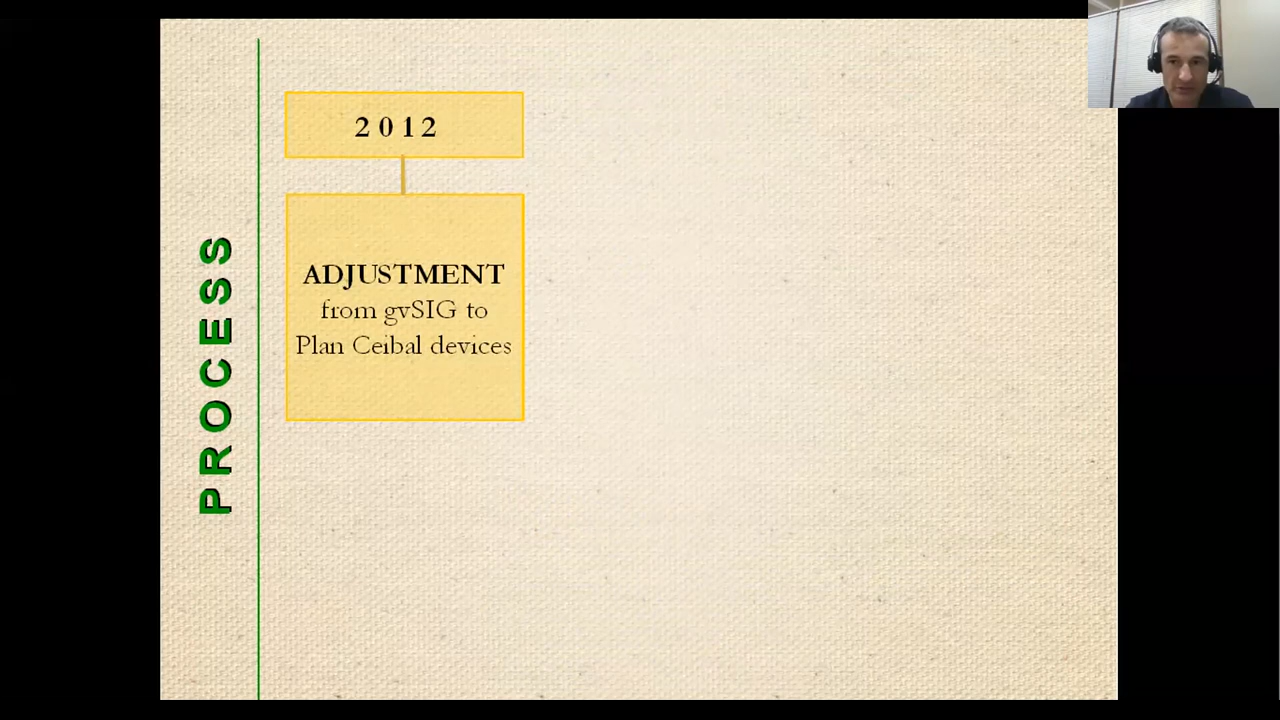 PROCESS
2012
ADJUSTMENT
from gvSIG to
Plan Ceibal devices